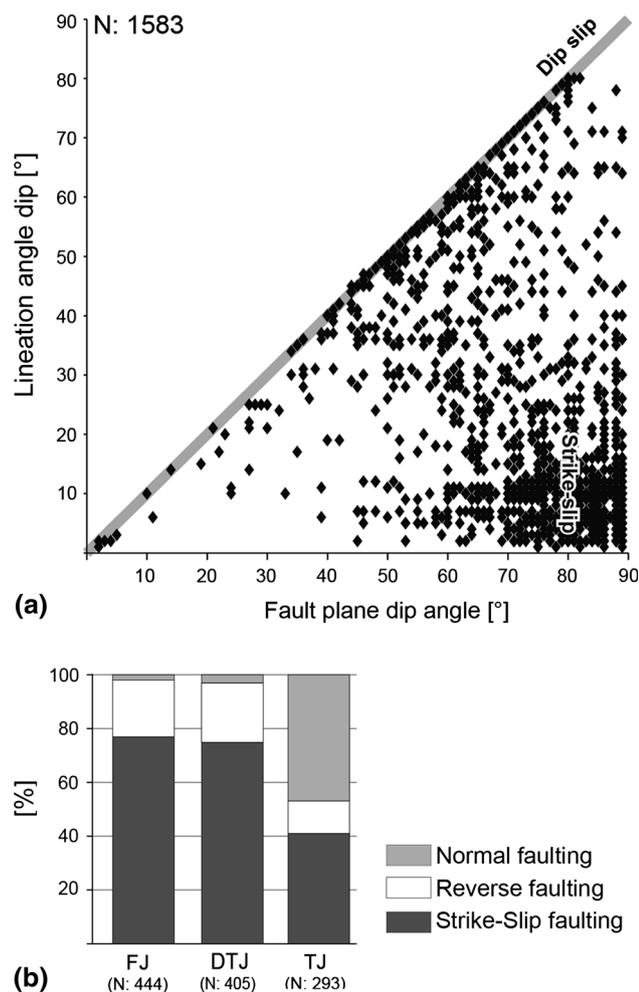 N: 1583
Dip slip
90
80
70
60
50
40
30
20
10
Lineation angle dip [°]
Strike-slip
10 20 30 40 50 60 70 80 90
(a)
Fault plane dip angle [°]
100
80
60
40
20
[%]
Normal faulting
Reverse faulting
Strike-Slip faulting
FJ DTJ TJ
(N: 444) (N: 405) (N: 293)
(b)